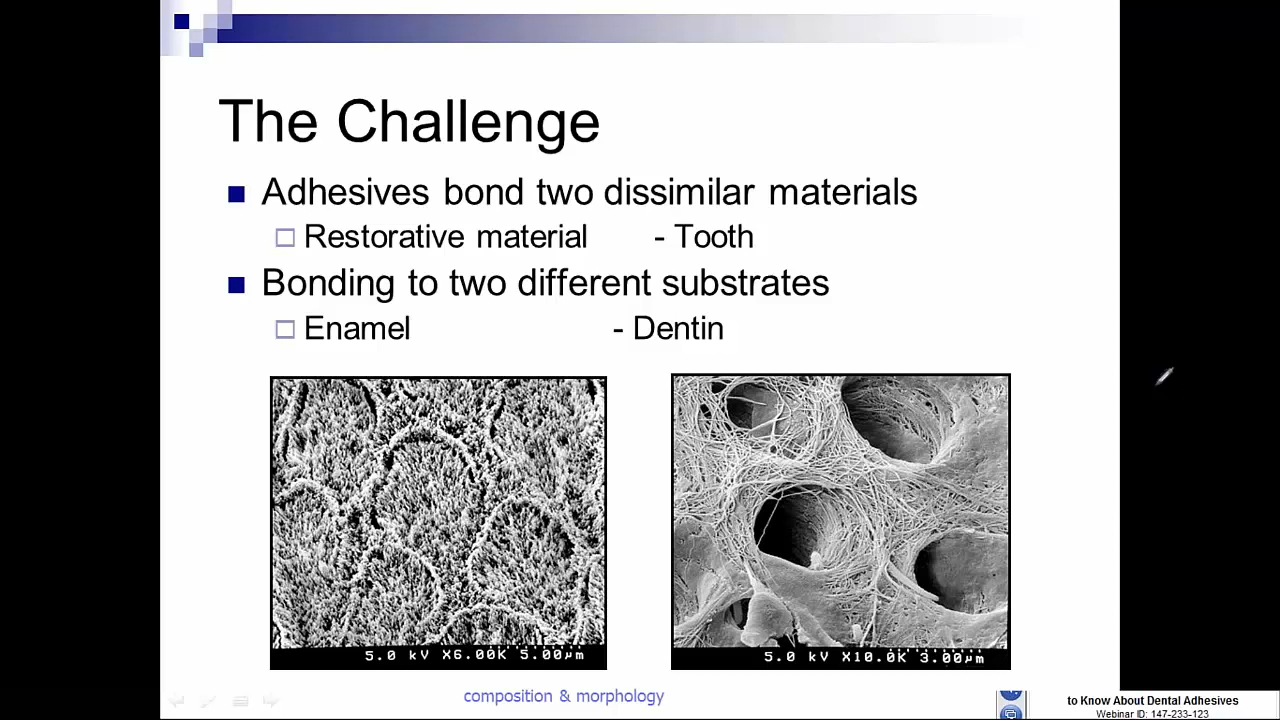 The Challenge
Adhesives bond two dissimilar materials
Restorative material - Tooth
Bonding to two different substrates
Enamel - Dentin
5.0 kV X6.00K 5.00µm
5.0 kV X10.0K 3.00µm
composition & morphology
to Know About Dental Adhesives
Webinar ID: 147-233-123